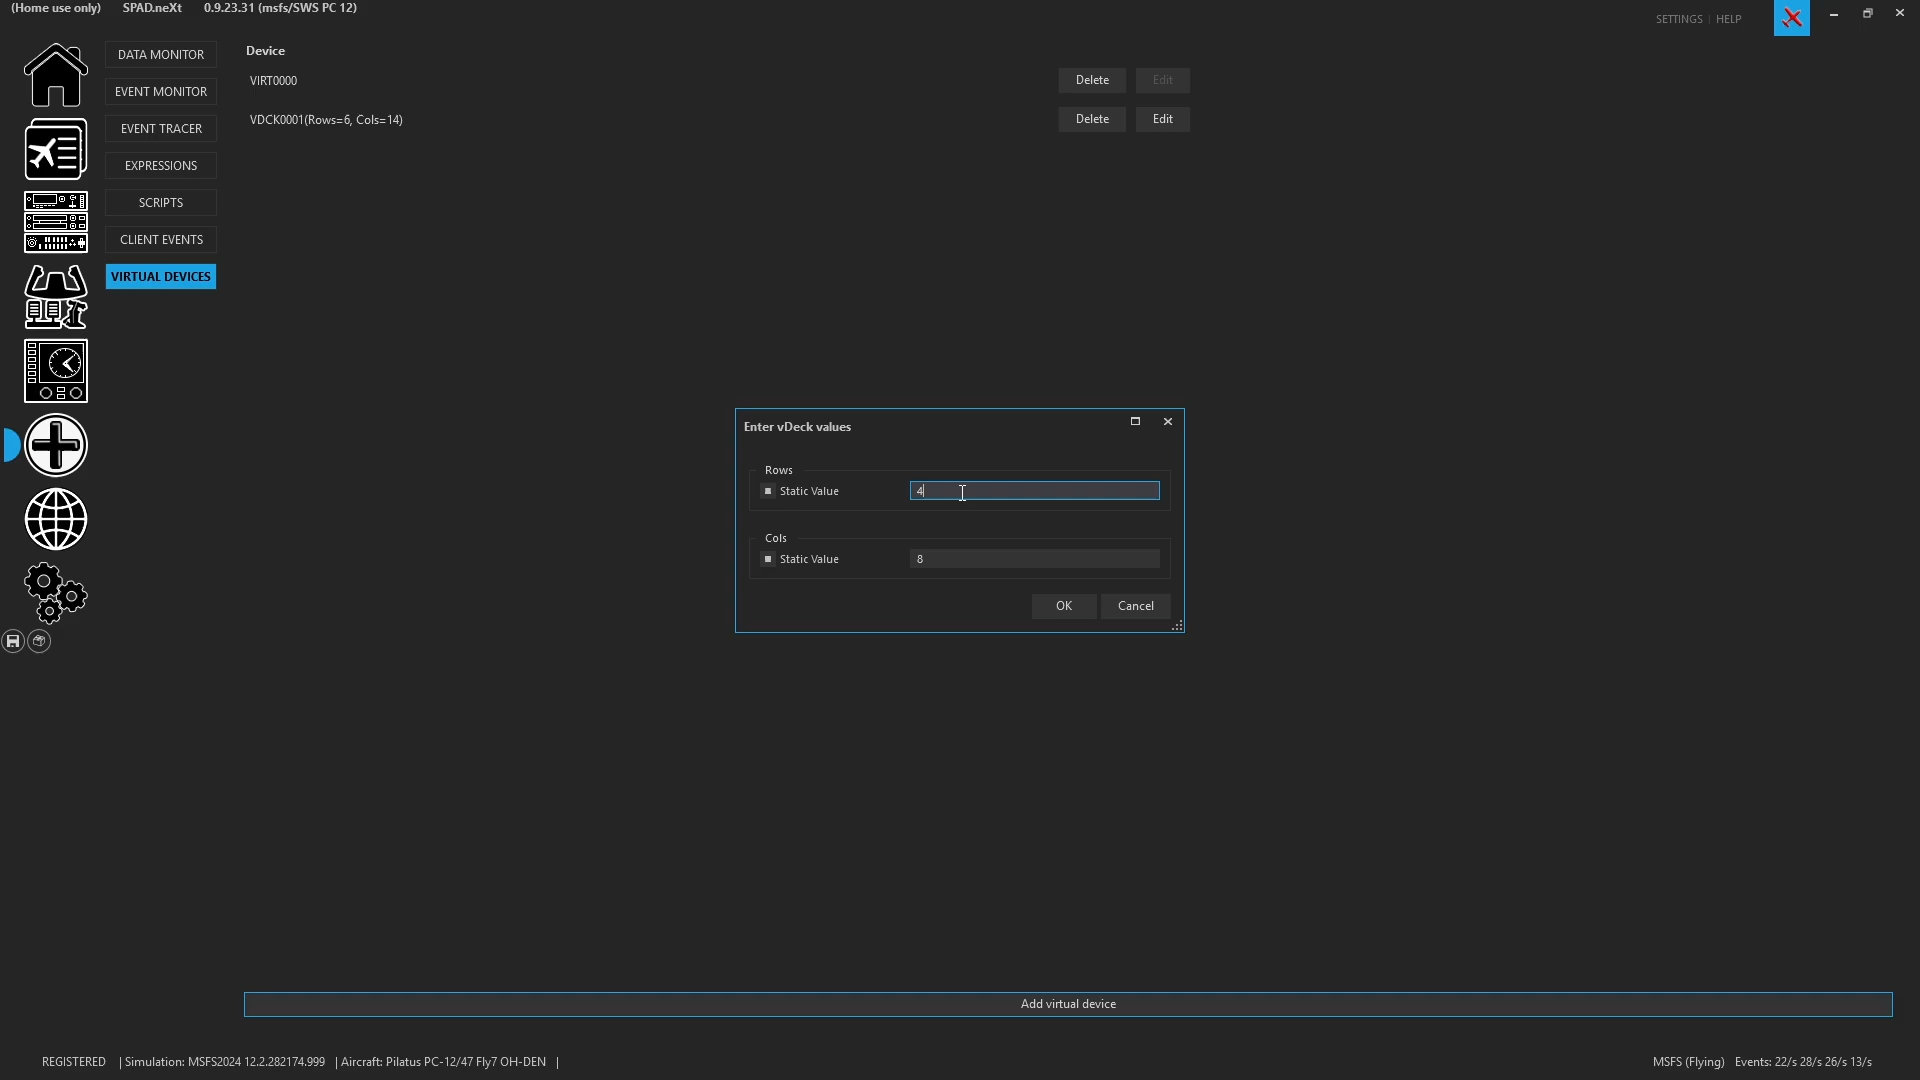 (Home use only) SPAD.neXt 0.9.23.31 (msfs/SWS PC 12)
SETTINGS | HELP
DATA MONITOR
EVENT MONITOR
EVENT TRACER
EXPRESSIONS
SCRIPTS
CLIENT EVENTS
VIRTUAL DEVICES
Device
VIRT0000 Delete Edit
VDCK0001(Rows=6, Cols=14) Delete Edit
Enter vDeck values
Rows
Static Value 4
Cols
Static Value 8
OK Cancel
Add virtual device
REGISTERED | Simulation: MSFS2024 12.2.282174.999 | Aircraft: Pilatus PC-12/47 Fly7 OH-DEN | MSFS (Flying) Events: 22/s 28/s 26/s 13/s